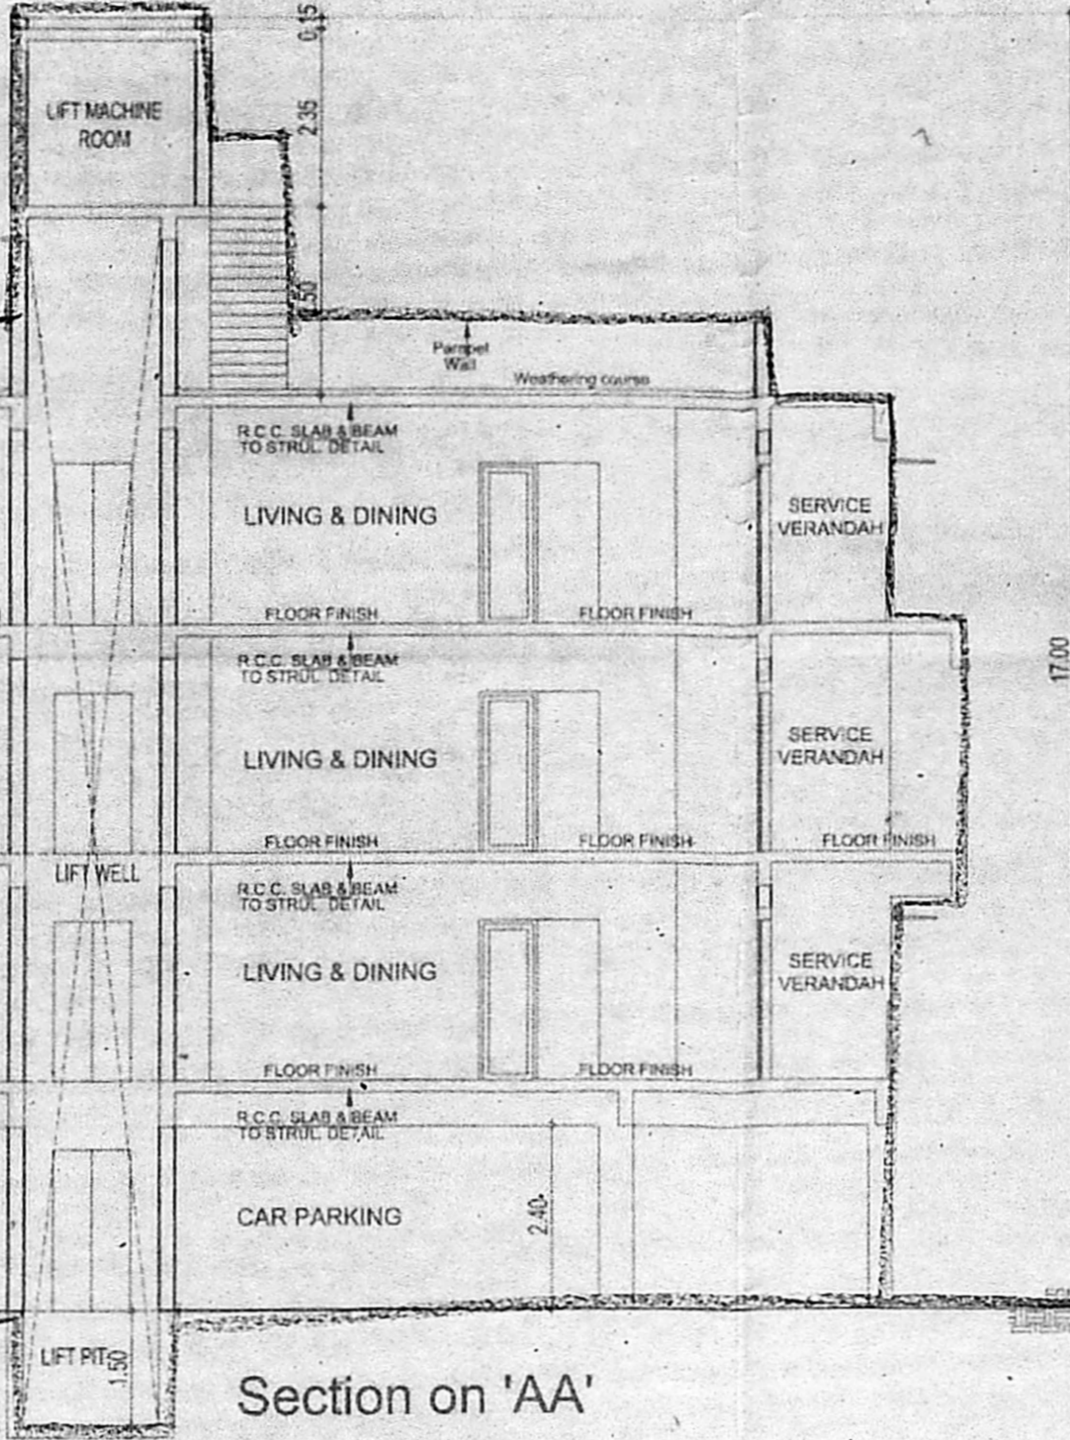 0.15
LIFT MACHINE
ROOM
2.35
Parapet
Wall
Weathering course
R.C.C. SLAB & BEAM
TO STRUL. DETAIL
LIVING & DINING
SERVICE
VERANDAH
FLOOR FINISH
FLOOR FINISH
R.C.C. SLAB & BEAM
TO STRUL. DETAIL
17.00
LIVING & DINING
SERVICE
VERANDAH
FLOOR FINISH
FLOOR FINISH
FLOOR FINISH
LIFT WELL
R.C.C. SLAB & BEAM
TO STRUL. DETAIL
LIVING & DINING
SERVICE
VERANDAH
FLOOR FINISH
FLOOR FINISH
R.C.C. SLAB & BEAM
TO STRUL. DETAIL
CAR PARKING
2.40
LIFT PIT
1.50
Section on 'AA'